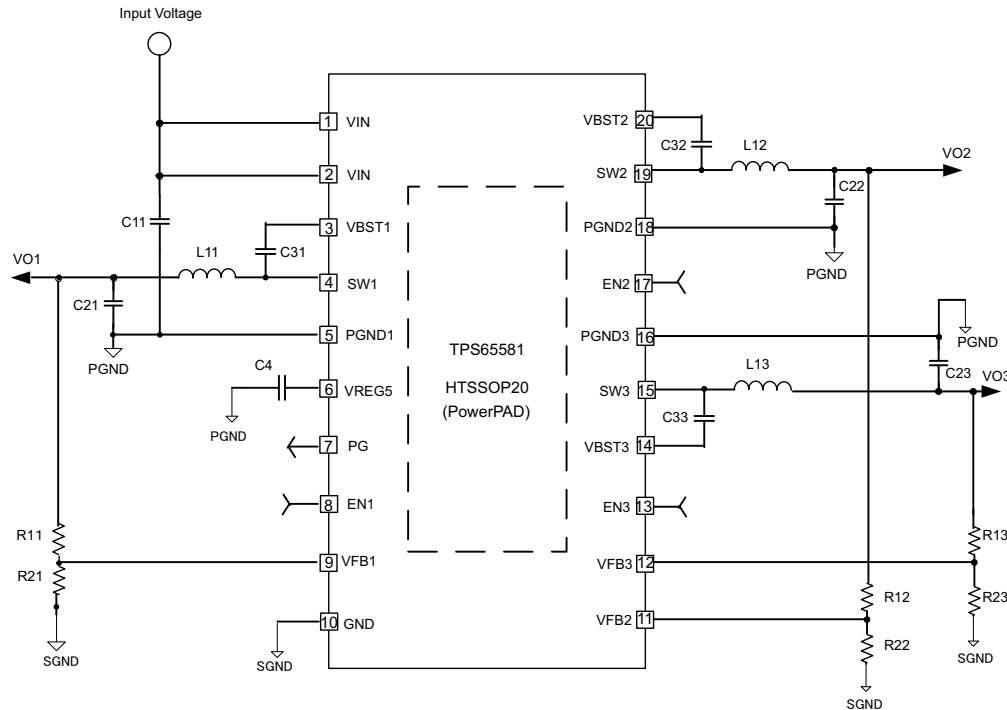 Input Voltage
1 VIN
2 VIN
3 VBST1
4 SW1
5 PGND1
6 VREG5
7 PG
8 EN1
9 VFB1
10 GND
VBST2 20
SW2 19
PGND2 18
EN2 17
PGND3 16
SW3 15
VBST3 14
EN3 13
VFB3 12
VFB2 11
TPS65581
HTSSOP20
(PowerPAD)
C11
C31
L11
VO1
C21
PGND
C4
PGND
R11
R21
SGND
SGND
C32
L12
VO2
C22
PGND
PGND
L13
C23
VO3
C33
R13
R12
R23
R22
SGND
SGND